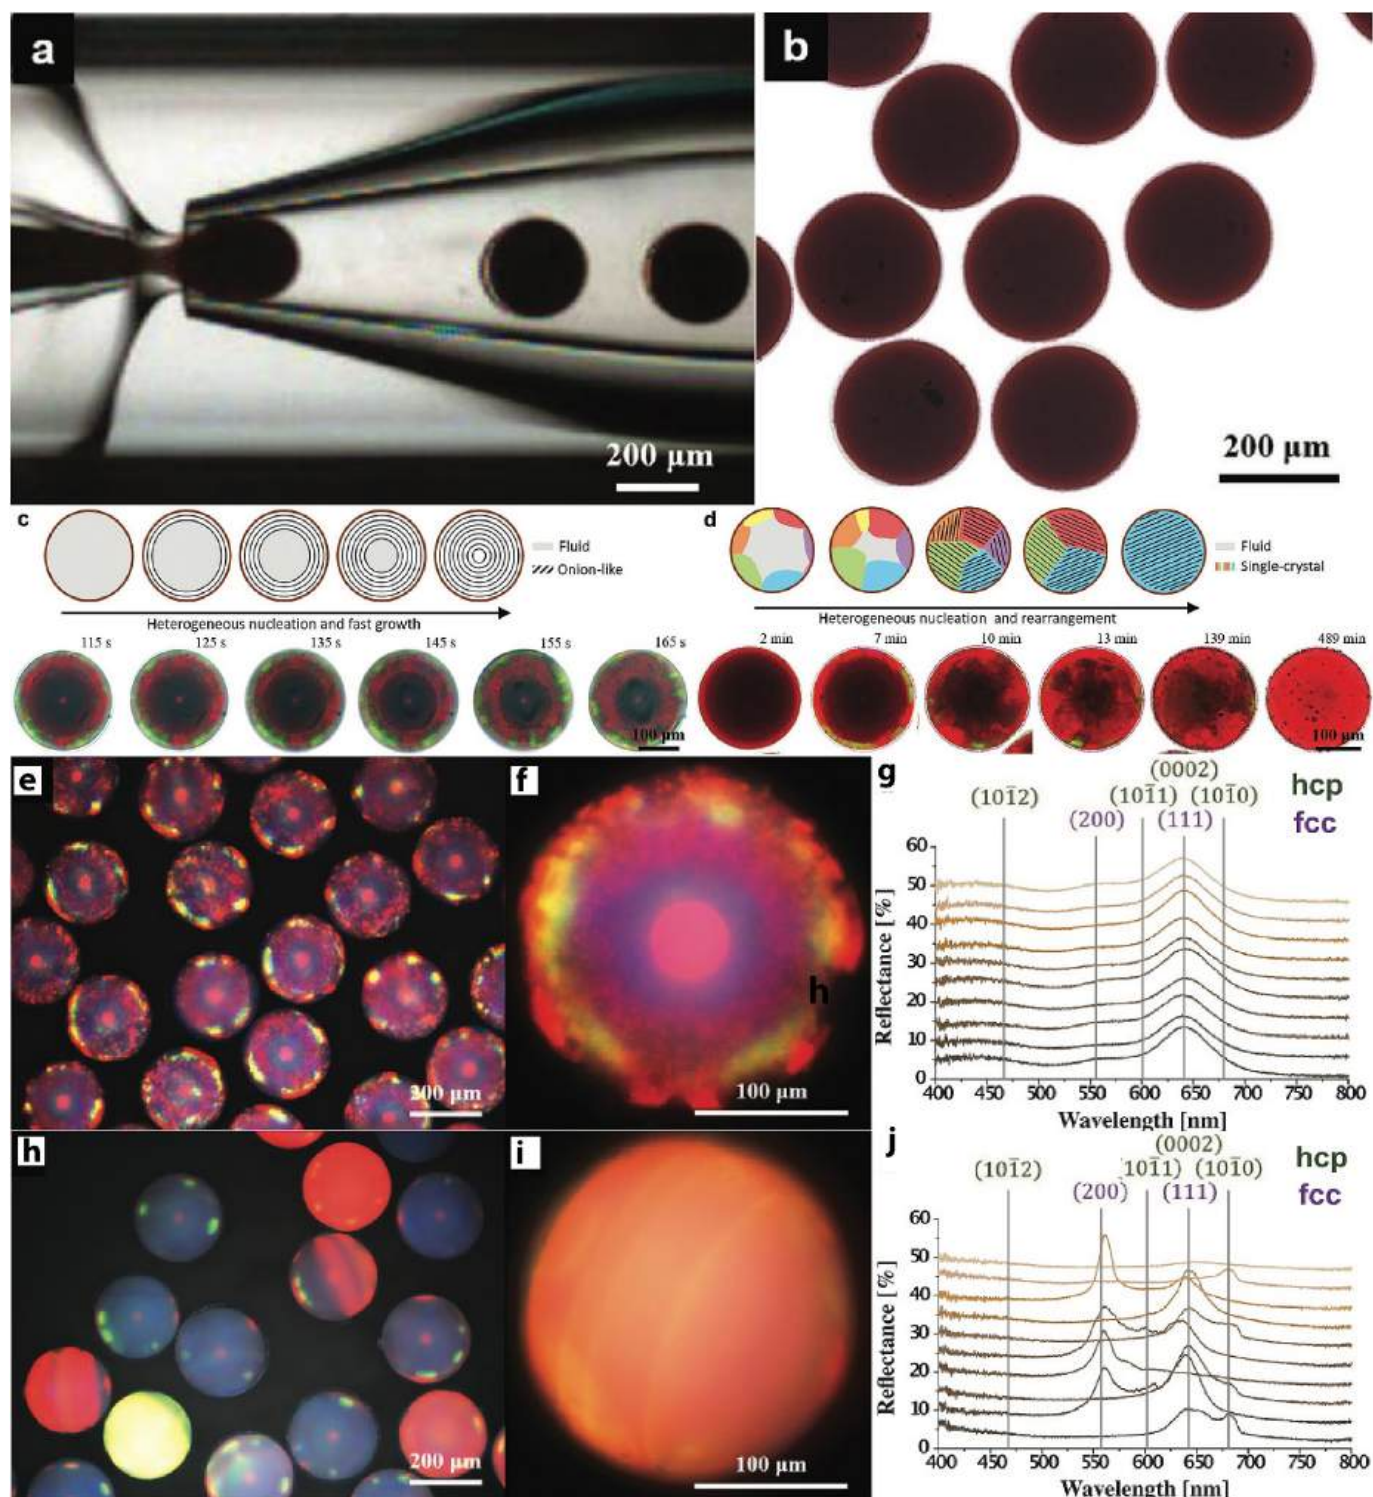 a
200 μm
b
200 μm
c
Fluid
Onion-like
Heterogeneous nucleation and fast growth
115 s
125 s
135 s
145 s
155 s
165 s
100 μm
d
Fluid
Single-crystal
Heterogeneous nucleation and rearrangement
2 min
7 min
10 min
13 min
139 min
489 min
100 μm
e
200 μm
f
h
100 μm
g
(0002)
(101̄2) (101̄1) (101̄0)
hcp
(200) (111)
fcc
Reflectance [%]
60
50
40
30
20
10
0
400 450 500 550 600 650 700 750 800
Wavelength [nm]
h
200 μm
i
100 μm
j
(0002)
(101̄2) (101̄1) (101̄0)
hcp
(200) (111)
fcc
Reflectance [%]
60
50
40
30
20
10
0
400 450 500 550 600 650 700 750 800
Wavelength [nm]